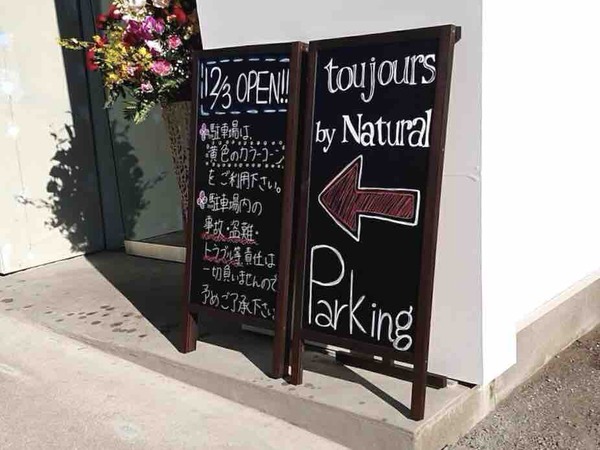 12/3 OPEN!!
駐車場は、
黄色のカラーコーン
をご利用下さい。
駐車場内の
事故・盗難・
トラブル等責任は
一切負いませんので
予めご了承下さい
toujours
by Natural
Parking